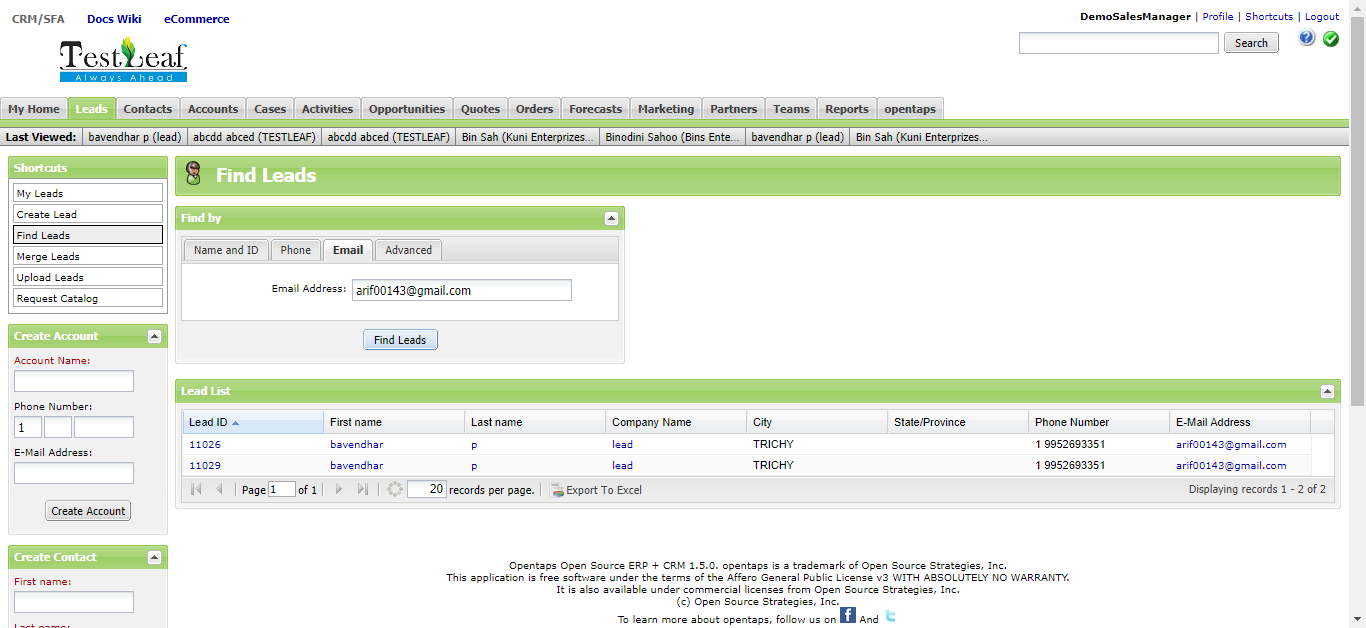 CRM/SFA Docs Wiki eCommerce
DemoSalesManager | Profile | Shortcuts | Logout
TestLeaf
Always Ahead
Search
My Home Leads Contacts Accounts Cases Activities Opportunities Quotes Orders Forecasts Marketing Partners Teams Reports opentaps
Last Viewed: bavendhar p (lead) abcdd abced (TESTLEAF) abcdd abced (TESTLEAF) Bin Sah (Kuni Enterprizes... Binodini Sahoo (Bins Ente... bavendhar p (lead) Bin Sah (Kuni Enterprizes...
Shortcuts
My Leads
Create Lead
Find Leads
Merge Leads
Upload Leads
Request Catalog
Create Account
Account Name:
Phone Number:
1
E-Mail Address:
Create Account
Create Contact
First name:
Last name:
Find Leads
Find by
Name and ID Phone Email Advanced
Email Address: arif00143@gmail.com
Find Leads
Lead List
Lead ID First name Last name Company Name City State/Province Phone Number E-Mail Address
11026 bavendhar p lead TRICHY 1 9952693351 arif00143@gmail.com
11029 bavendhar p lead TRICHY 1 9952693351 arif00143@gmail.com
Page 1 of 1 20 records per page. Export To Excel Displaying records 1 - 2 of 2
Opentaps Open Source ERP + CRM 1.5.0. opentaps is a trademark of Open Source Strategies, Inc.
This application is free software under the terms of the Affero General Public License v3 WITH ABSOLUTELY NO WARRANTY.
It is also available under commercial licenses from Open Source Strategies, Inc.
(c) Open Source Strategies, Inc.
To learn more about opentaps, follow us on f And t